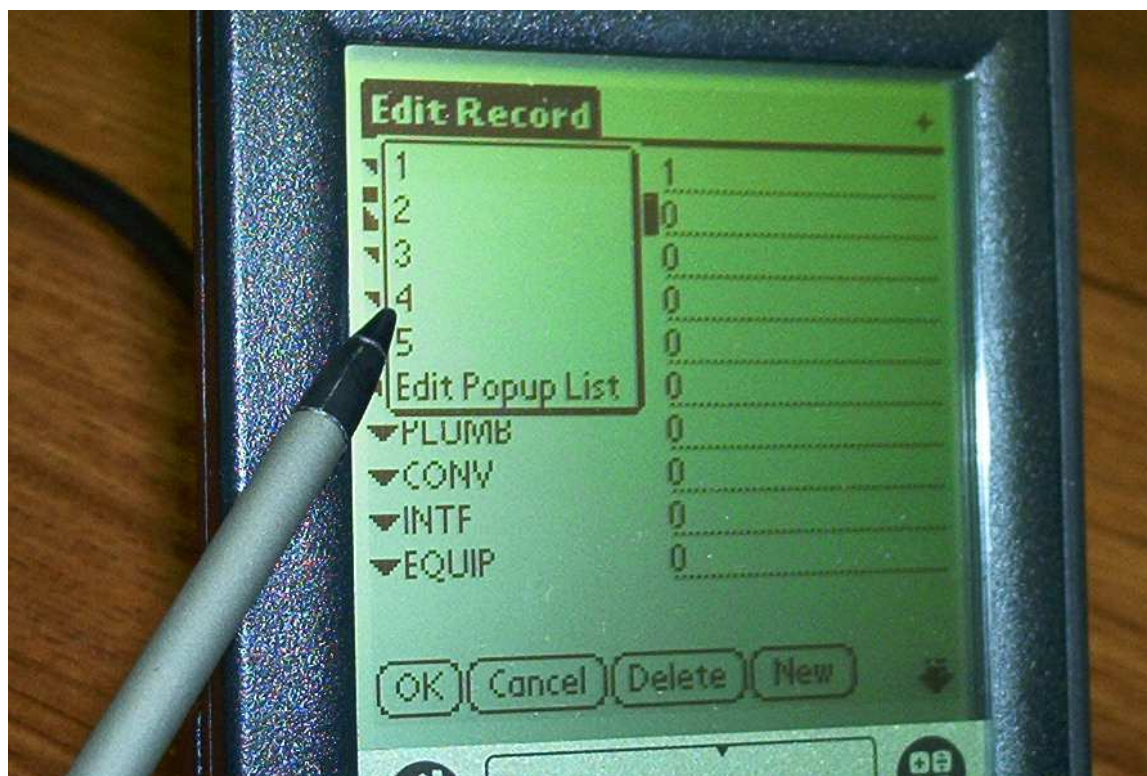 Edit Record
1 1
2 0
3 0
4 0
5 0
Edit Popup List 0
PLUMB 0
CONV 0
INTF 0
EQUIP 0
OK Cancel Delete New